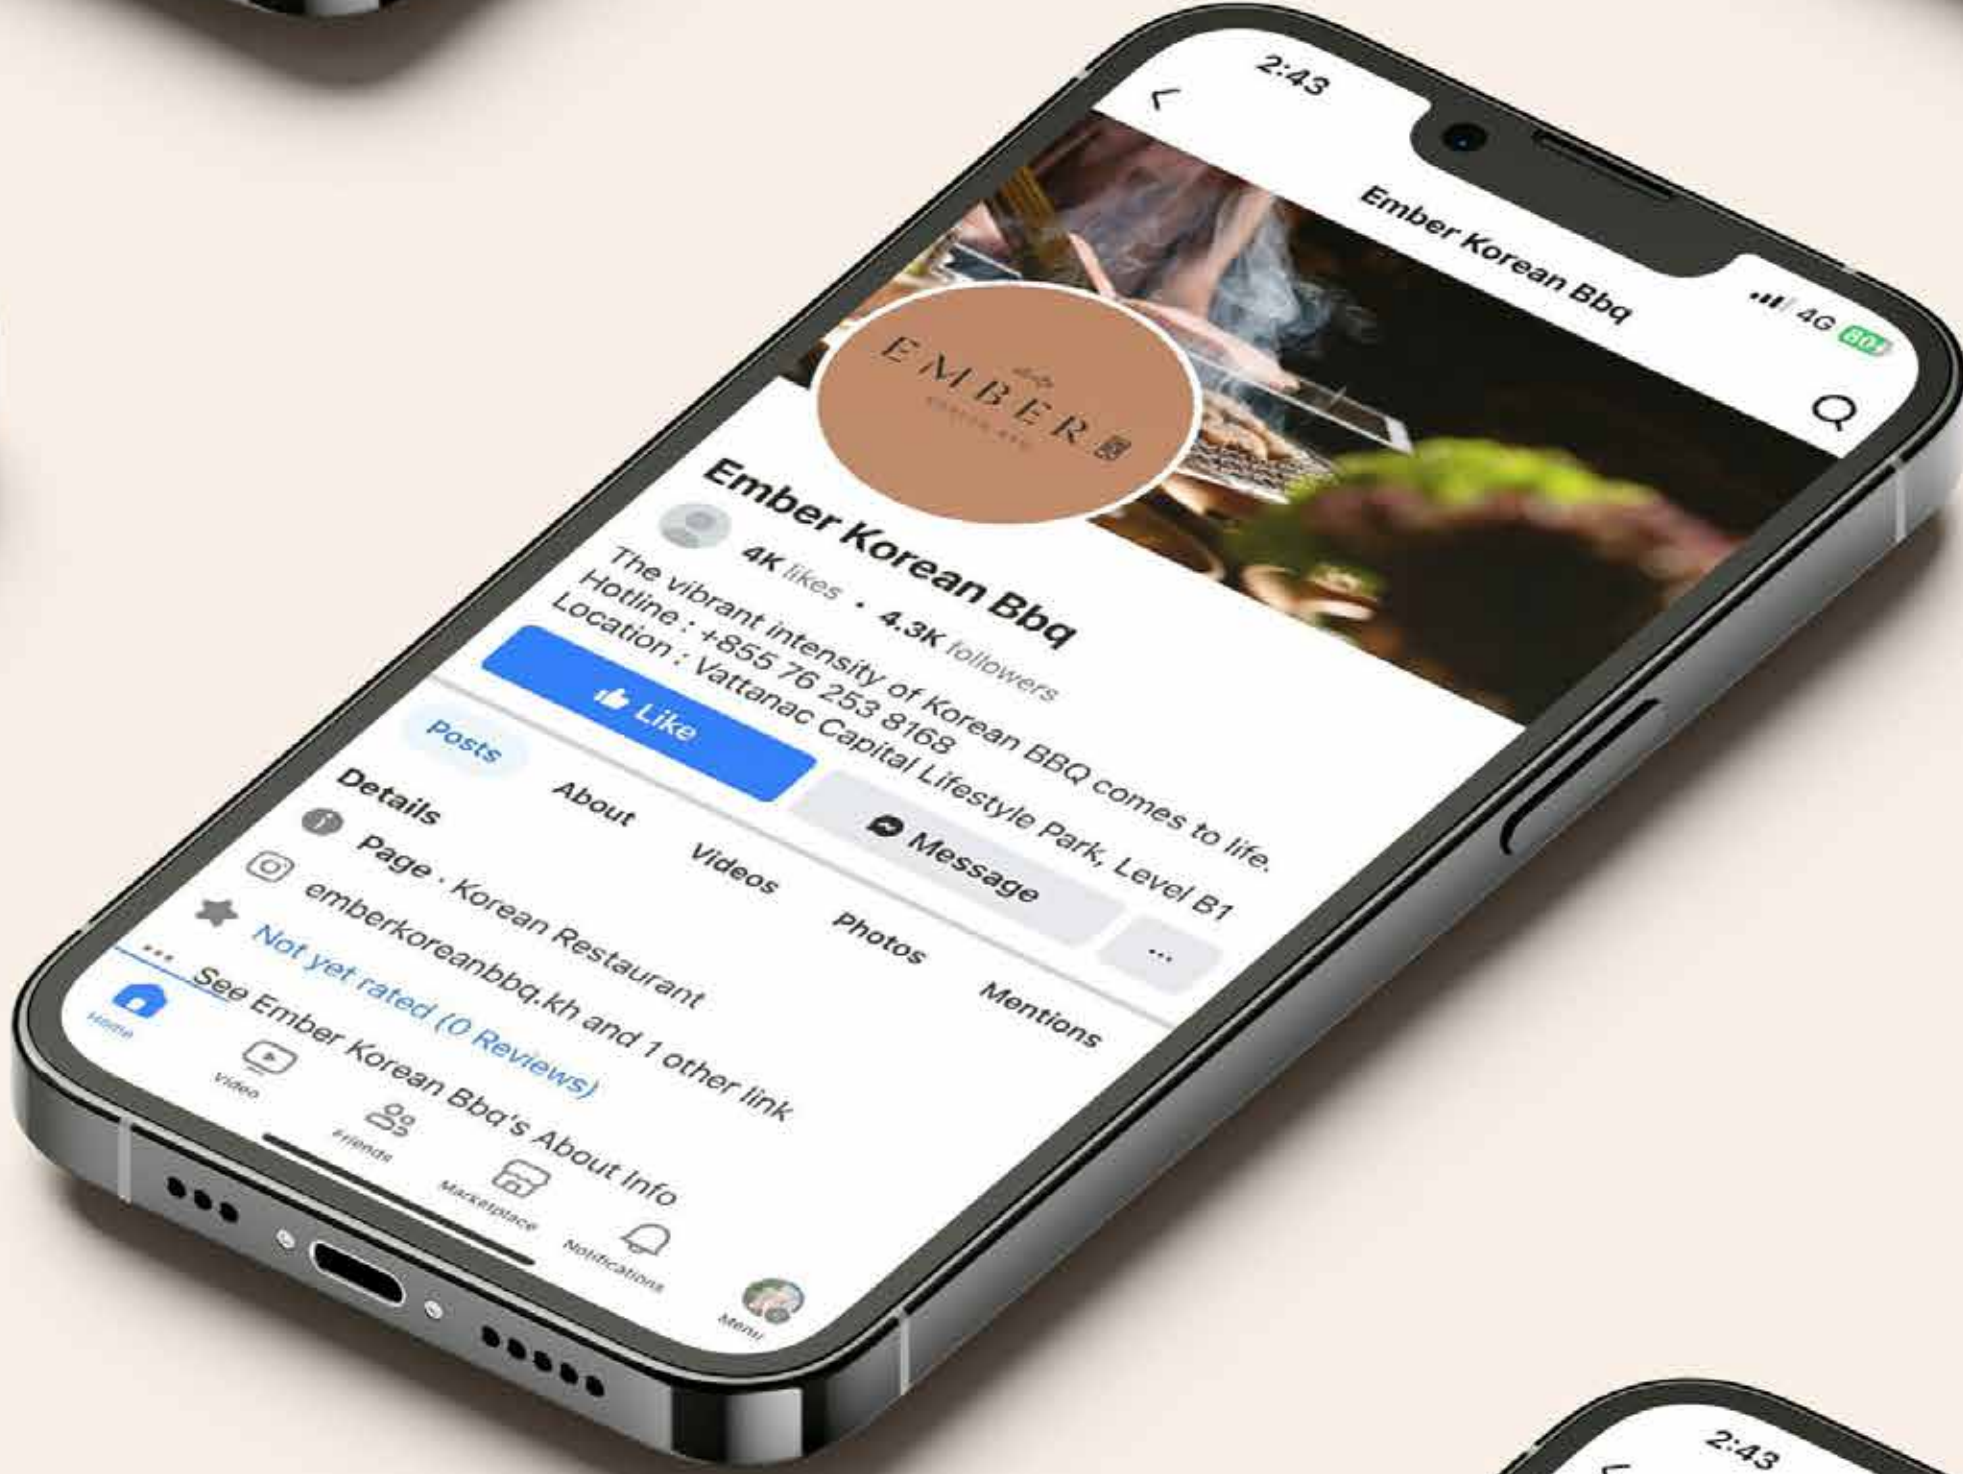 2:43
4G 80
Ember Korean Bbq
EMBER
Ember Korean Bbq
4K likes · 4.3K followers
The vibrant intensity of Korean BBQ comes to life.
Hotline : +855 76 253 8168
Location : Vattanac Capital Lifestyle Park, Level B1
Like
Message
Posts
About
Videos
Photos
Mentions
Details
Page · Korean Restaurant
emberkoreanbbq.kh and 1 other link
Not yet rated (0 Reviews)
See Ember Korean Bbq's About Info
Home
Video
Friends
Marketplace
Notifications
Menu
2:43